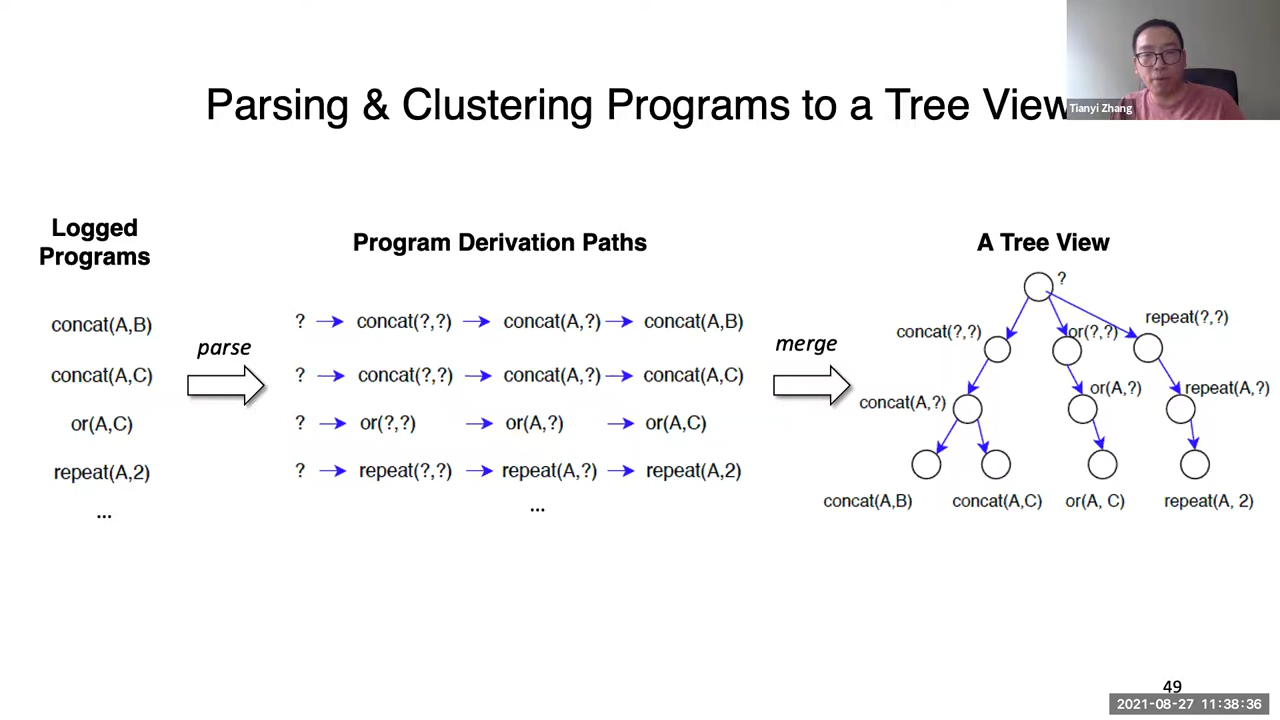 Parsing & Clustering Programs to a Tree View
Tianyi Zhang
Logged
Programs
concat(A,B)
concat(A,C)
or(A,C)
repeat(A,2)
...
parse
Program Derivation Paths
? concat(?,?) concat(A,?) concat(A,B)
? concat(?,?) concat(A,?) concat(A,C)
? or(?,?) or(A,?) or(A,C)
? repeat(?,?) repeat(A,?) repeat(A,2)
...
merge
A Tree View
?
concat(?,?) or(?,?) repeat(?,?)
concat(A,?) or(A,?) repeat(A,?)
concat(A,B) concat(A,C) or(A, C) repeat(A, 2)
49
2021-08-27 11:38:36